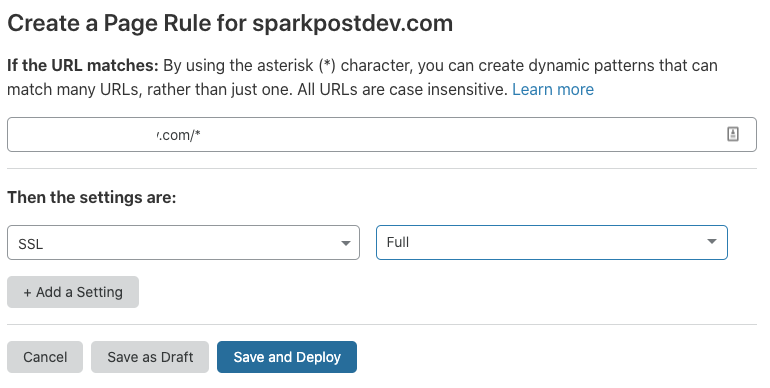 Create a Page Rule for sparkpostdev.com
If the URL matches: By using the asterisk (*) character, you can create dynamic patterns that can
match many URLs, rather than just one. All URLs are case insensitive. Learn more
.com/*
Then the settings are:
SSL
Full
+ Add a Setting
Cancel
Save as Draft
Save and Deploy